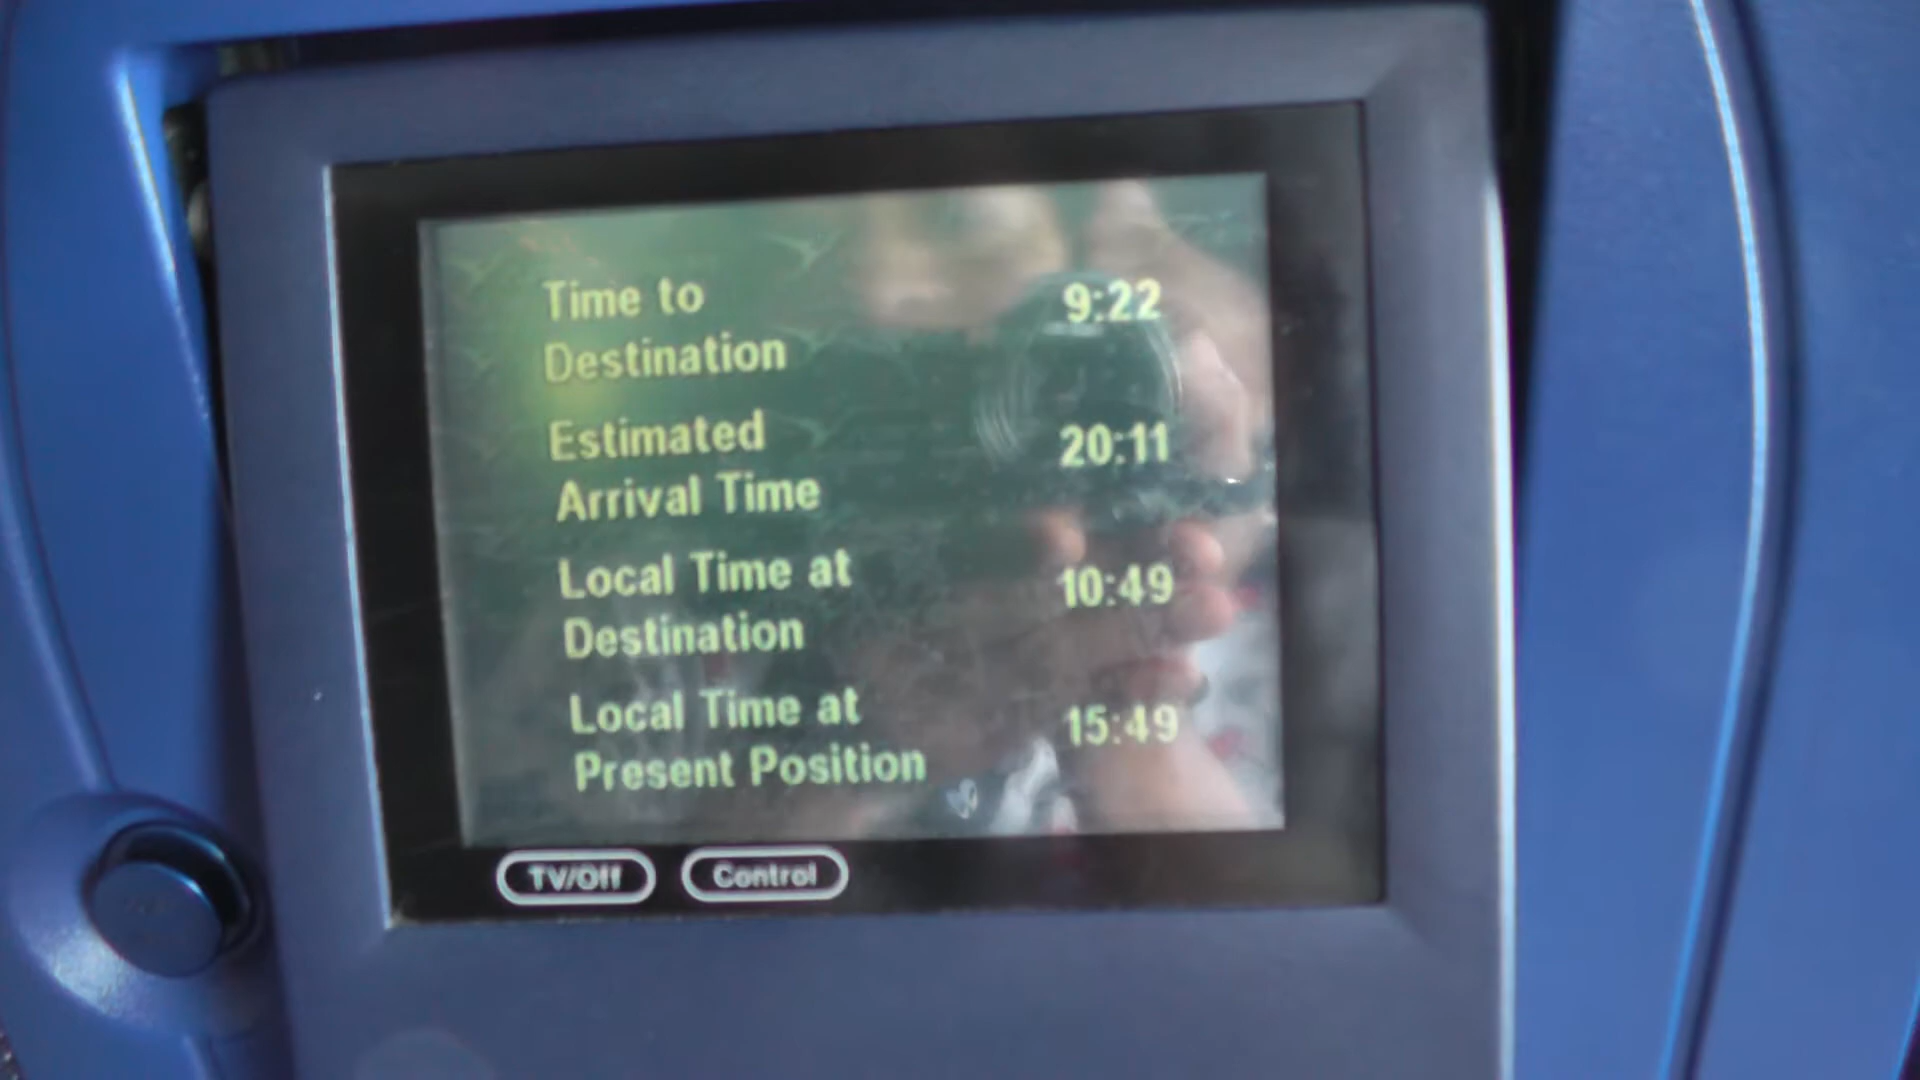 Time to 9:22
Destination
Estimated 20:11
Arrival Time
Local Time at 10:49
Destination
Local Time at 15:49
Present Position
TV/Off Control